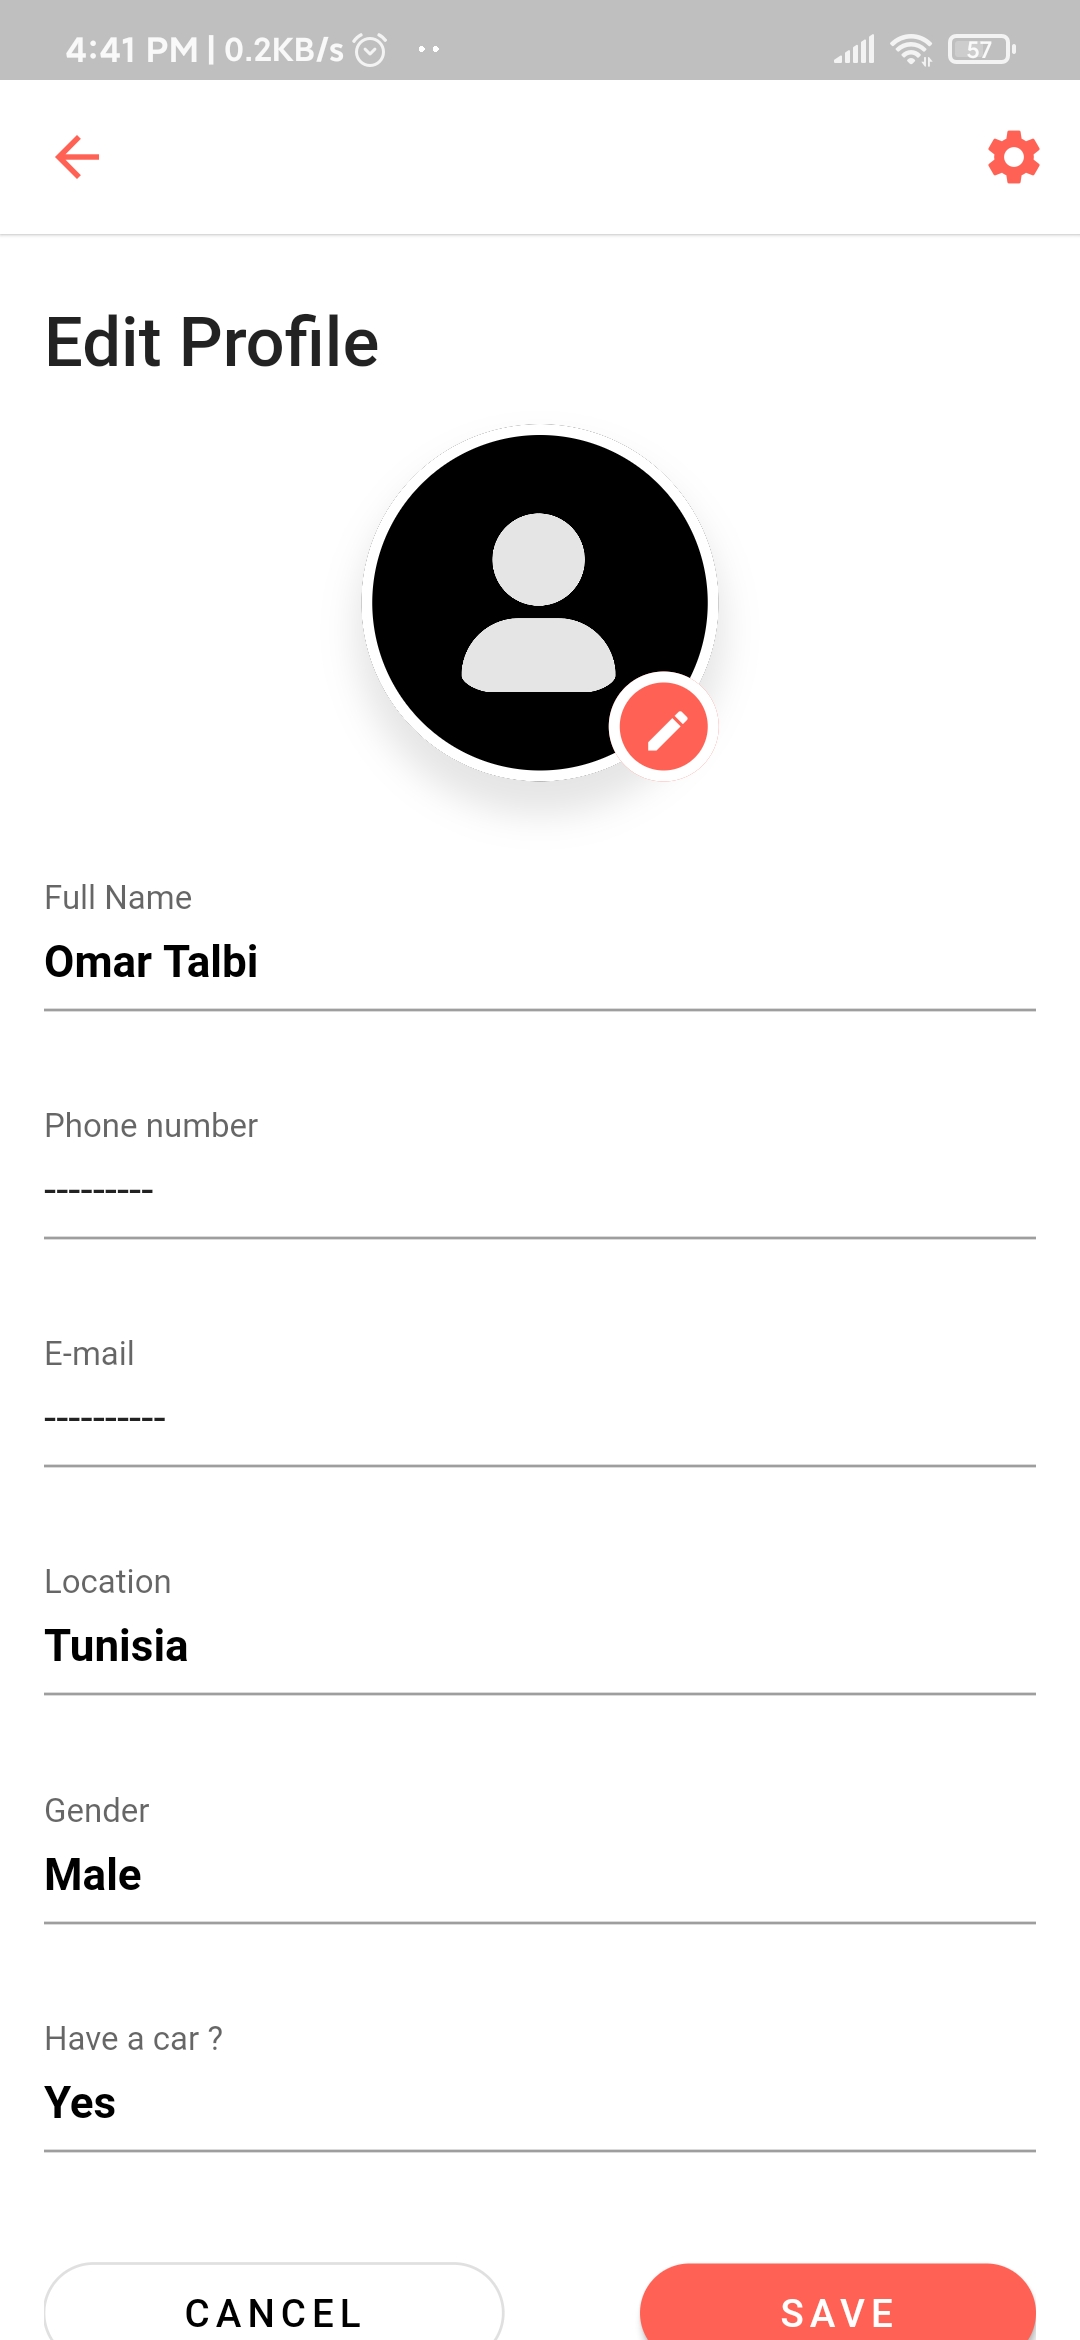 4:41 PM | 0.2KB/s 57
Edit Profile
Full Name
Omar Talbi
Phone number
---------
E-mail
----------
Location
Tunisia
Gender
Male
Have a car ?
Yes
CANCEL SAVE